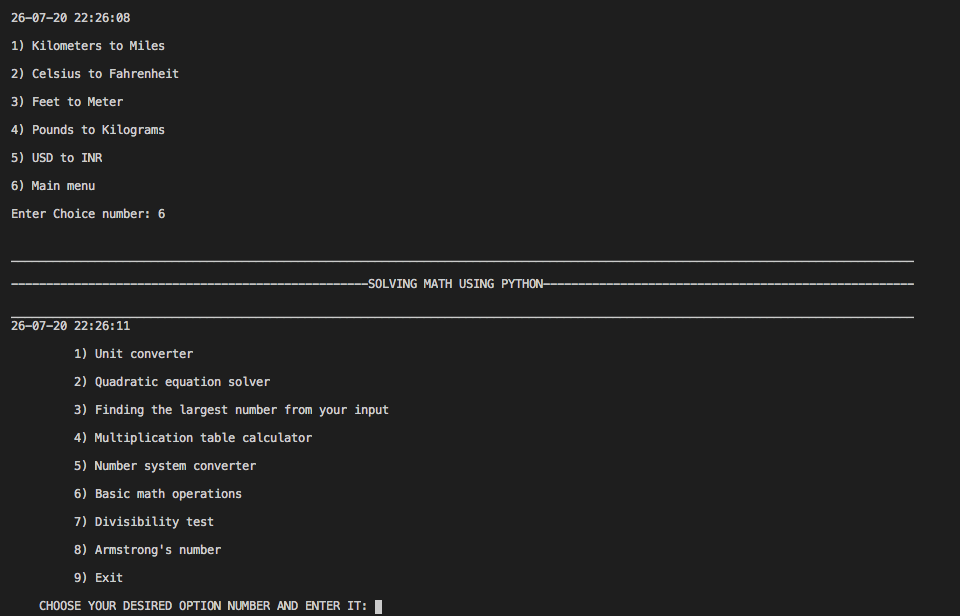 26-07-20 22:26:08
1) Kilometers to Miles
2) Celsius to Fahrenheit
3) Feet to Meter
4) Pounds to Kilograms
5) USD to INR
6) Main menu
Enter Choice number: 6
SOLVING MATH USING PYTHON
26-07-20 22:26:11
1) Unit converter
2) Quadratic equation solver
3) Finding the largest number from your input
4) Multiplication table calculator
5) Number system converter
6) Basic math operations
7) Divisibility test
8) Armstrong's number
9) Exit
CHOOSE YOUR DESIRED OPTION NUMBER AND ENTER IT: